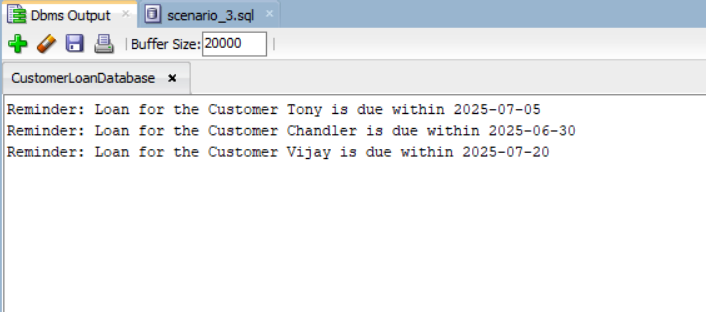 Dbms Output × scenario_3.sql ×
Buffer Size: 20000
CustomerLoanDatabase ×
Reminder: Loan for the Customer Tony is due within 2025-07-05
Reminder: Loan for the Customer Chandler is due within 2025-06-30
Reminder: Loan for the Customer Vijay is due within 2025-07-20